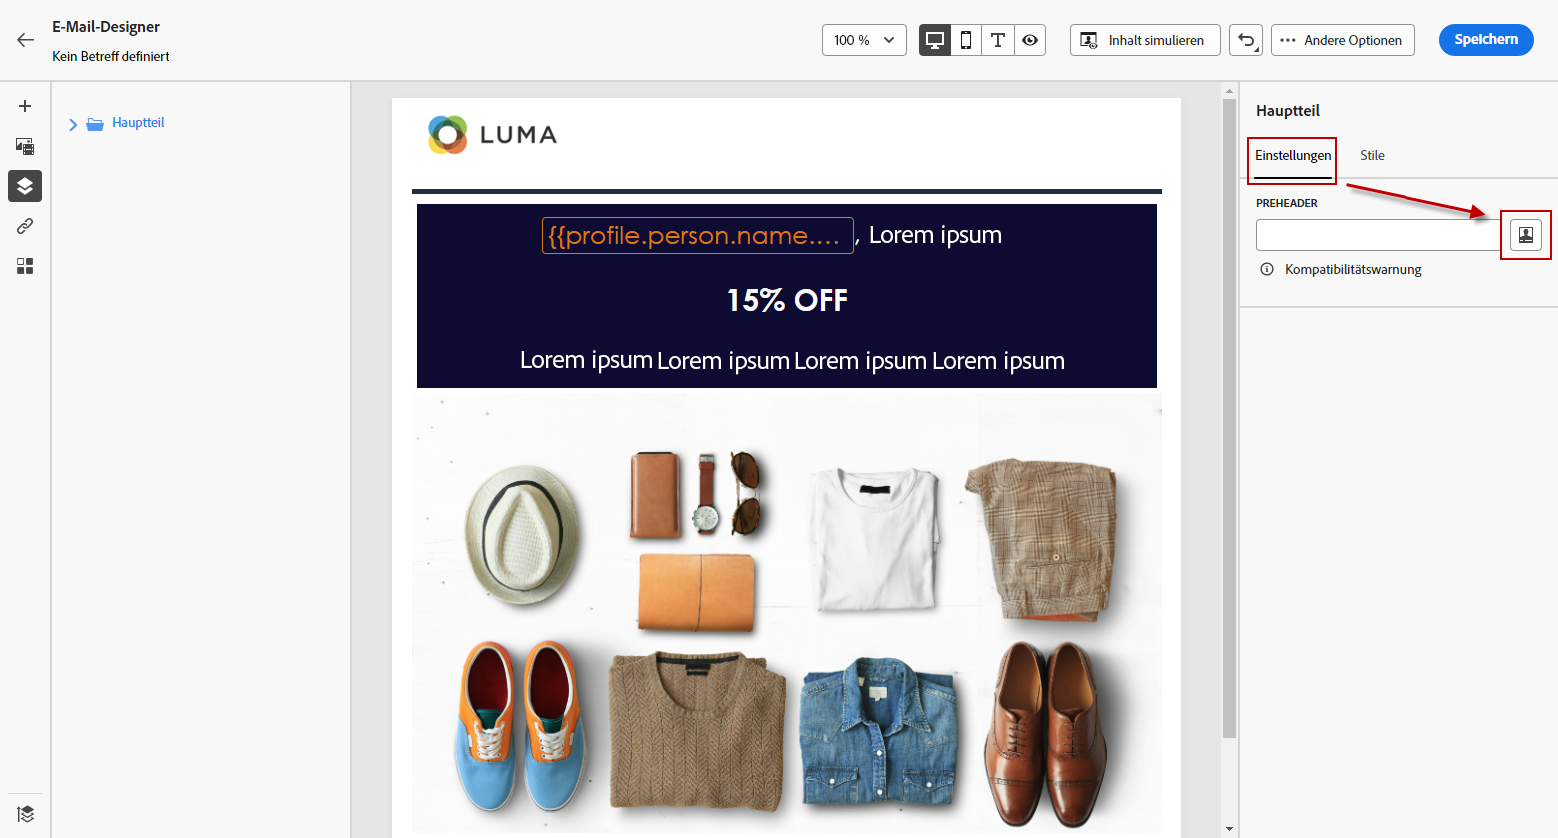 E-Mail-Designer
Kein Betreff definiert
100 %
Inhalt simulieren
Andere Optionen
Speichern
Hauptteil
LUMA
{{profile.person.name.... , Lorem ipsum
15% OFF
Lorem ipsum Lorem ipsum Lorem ipsum Lorem ipsum
Hauptteil
Einstellungen
Stile
PREHEADER
Kompatibilitätswarnung